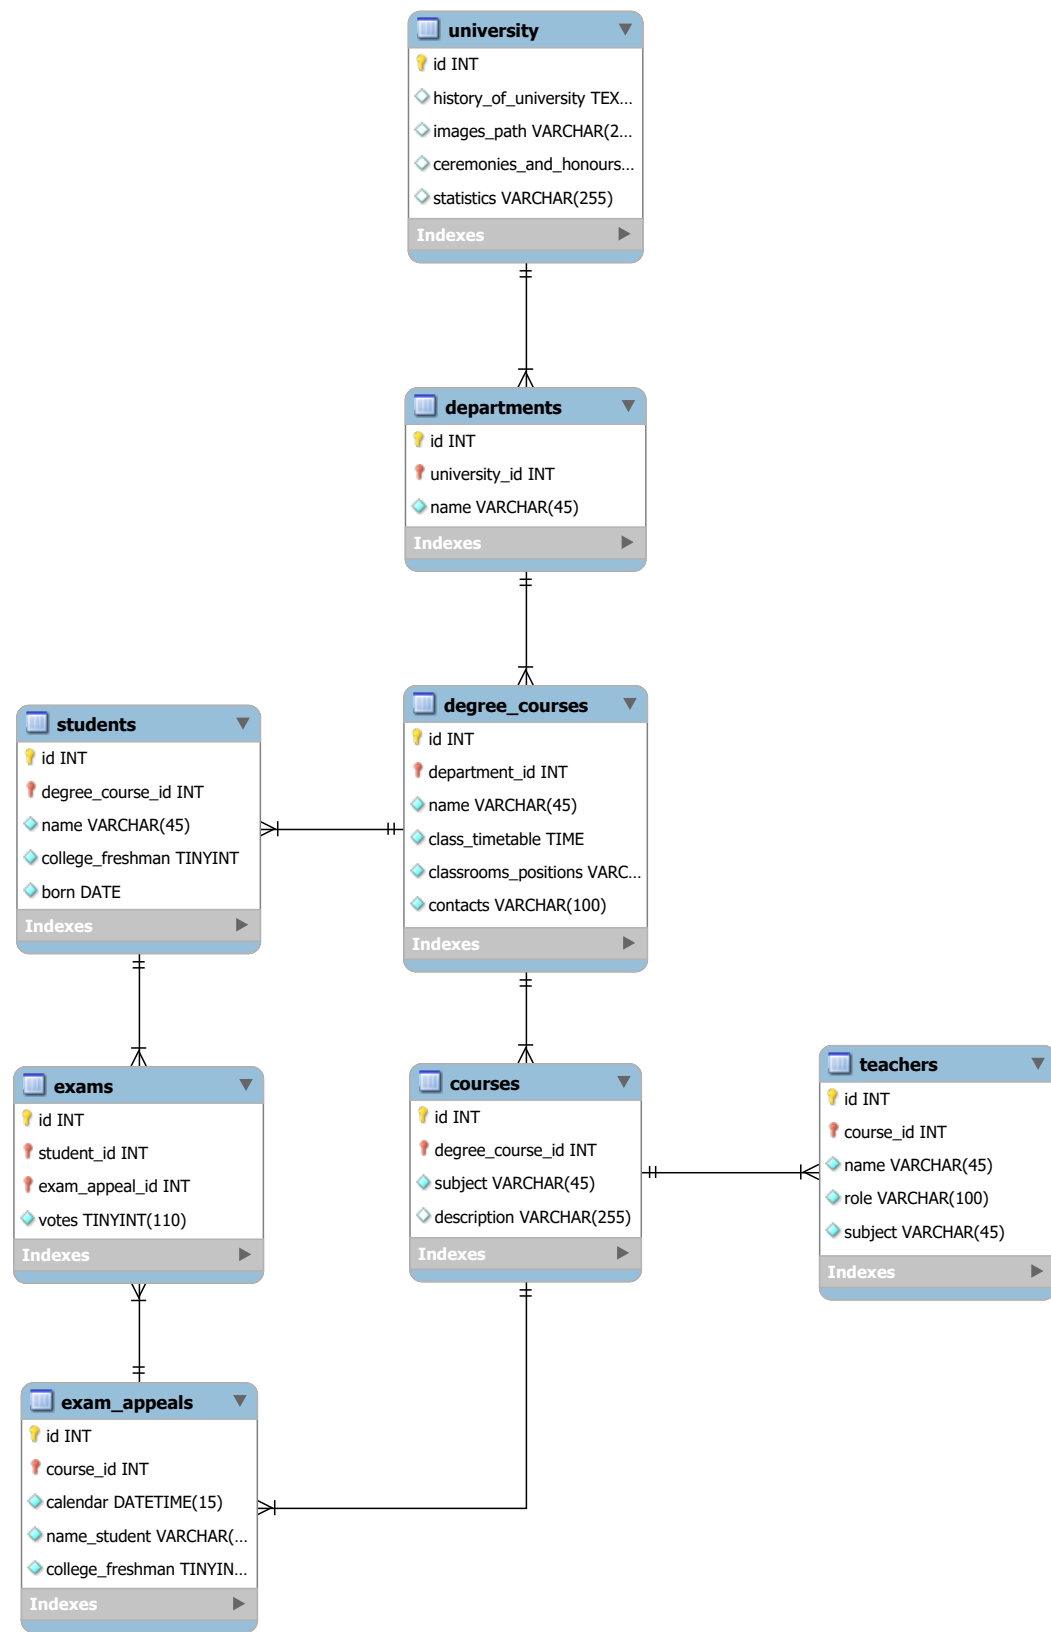 university
id INT
history_of_university TEX...
images_path VARCHAR(2...
ceremonies_and_honours...
statistics VARCHAR(255)
Indexes
departments
id INT
university_id INT
name VARCHAR(45)
Indexes
degree_courses
id INT
department_id INT
name VARCHAR(45)
class_timetable TIME
classrooms_positions VARC...
contacts VARCHAR(100)
Indexes
students
id INT
degree_course_id INT
name VARCHAR(45)
college_freshman TINYINT
born DATE
Indexes
exams
id INT
student_id INT
exam_appeal_id INT
votes TINYINT(110)
Indexes
courses
id INT
degree_course_id INT
subject VARCHAR(45)
description VARCHAR(255)
Indexes
teachers
id INT
course_id INT
name VARCHAR(45)
role VARCHAR(100)
subject VARCHAR(45)
Indexes
exam_appeals
id INT
course_id INT
calendar DATETIME(15)
name_student VARCHAR(...
college_freshman TINYIN...
Indexes